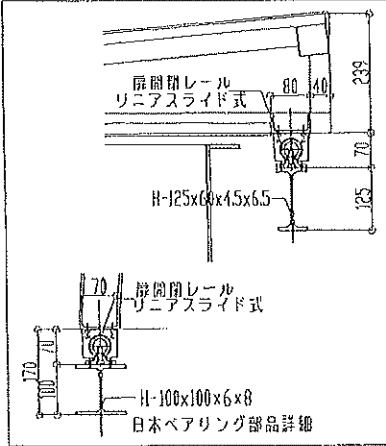 扉開閉レール
リニアスライド式
80
40
239
70
125
H-125x60x4.5x6.5
70
扉開閉レール
リニアスライド式
70
100
170
H-100x100x6x8
日本ベアリング部品詳細